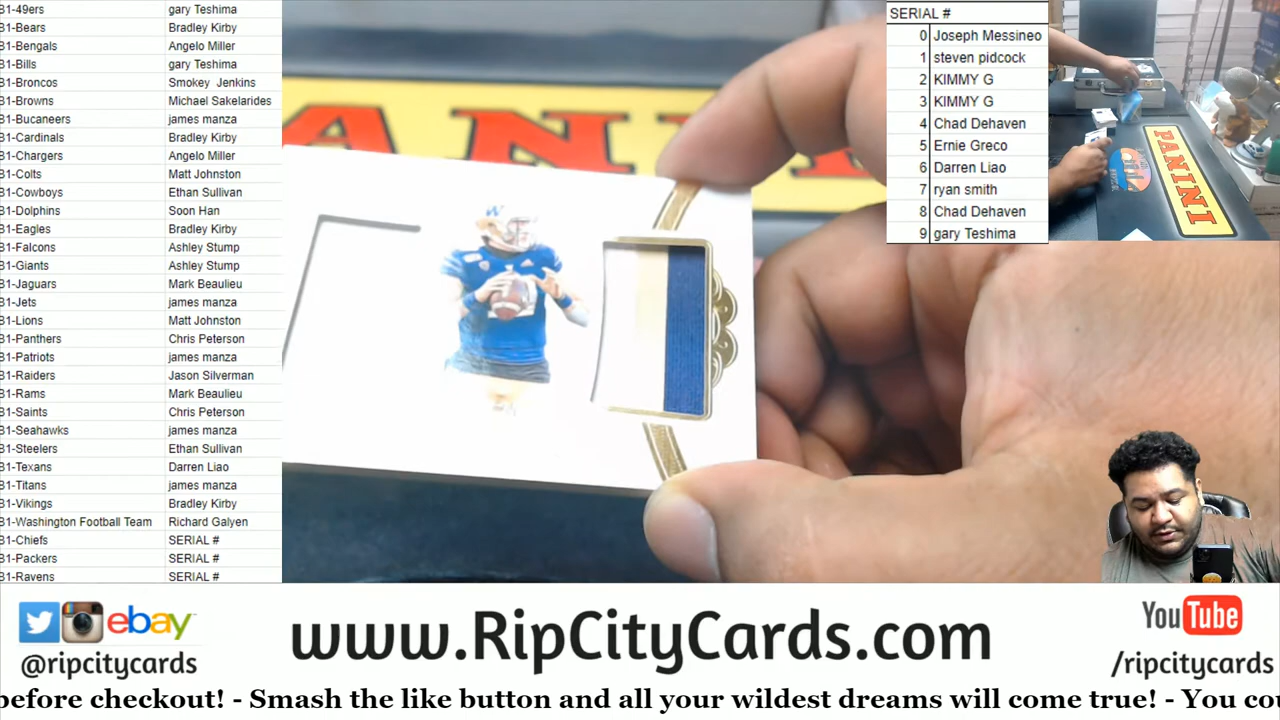 B1-49ers gary Teshima
B1-Bears Bradley Kirby
B1-Bengals Angelo Miller
B1-Bills gary Teshima
B1-Broncos Smokey Jenkins
B1-Browns Michael Sakelarides
B1-Bucaneers james manza
B1-Cardinals Bradley Kirby
B1-Chargers Angelo Miller
B1-Colts Matt Johnston
B1-Cowboys Ethan Sullivan
B1-Dolphins Soon Han
B1-Eagles Bradley Kirby
B1-Falcons Ashley Stump
B1-Giants Ashley Stump
B1-Jaguars Mark Beaulieu
B1-Jets james manza
B1-Lions Matt Johnston
B1-Panthers Chris Peterson
B1-Patriots james manza
B1-Raiders Jason Silverman
B1-Rams Mark Beaulieu
B1-Saints Chris Peterson
B1-Seahawks james manza
B1-Steelers Ethan Sullivan
B1-Texans Darren Liao
B1-Titans james manza
B1-Vikings Bradley Kirby
B1-Washington Football Team Richard Galyen
B1-Chiefs SERIAL #
B1-Packers SERIAL #
B1-Ravens SERIAL #
PANINI
W
SERIAL #
0 Joseph Messineo
1 steven pidcock
2 KIMMY G
3 KIMMY G
4 Chad Dehaven
5 Ernie Greco
6 Darren Liao
7 ryan smith
8 Chad Dehaven
9 gary Teshima
PANINI
ebay
@ripcitycards
www.RipCityCards.com
YouTube
/ripcitycards
before checkout! - Smash the like button and all your wildest dreams will come true! - You